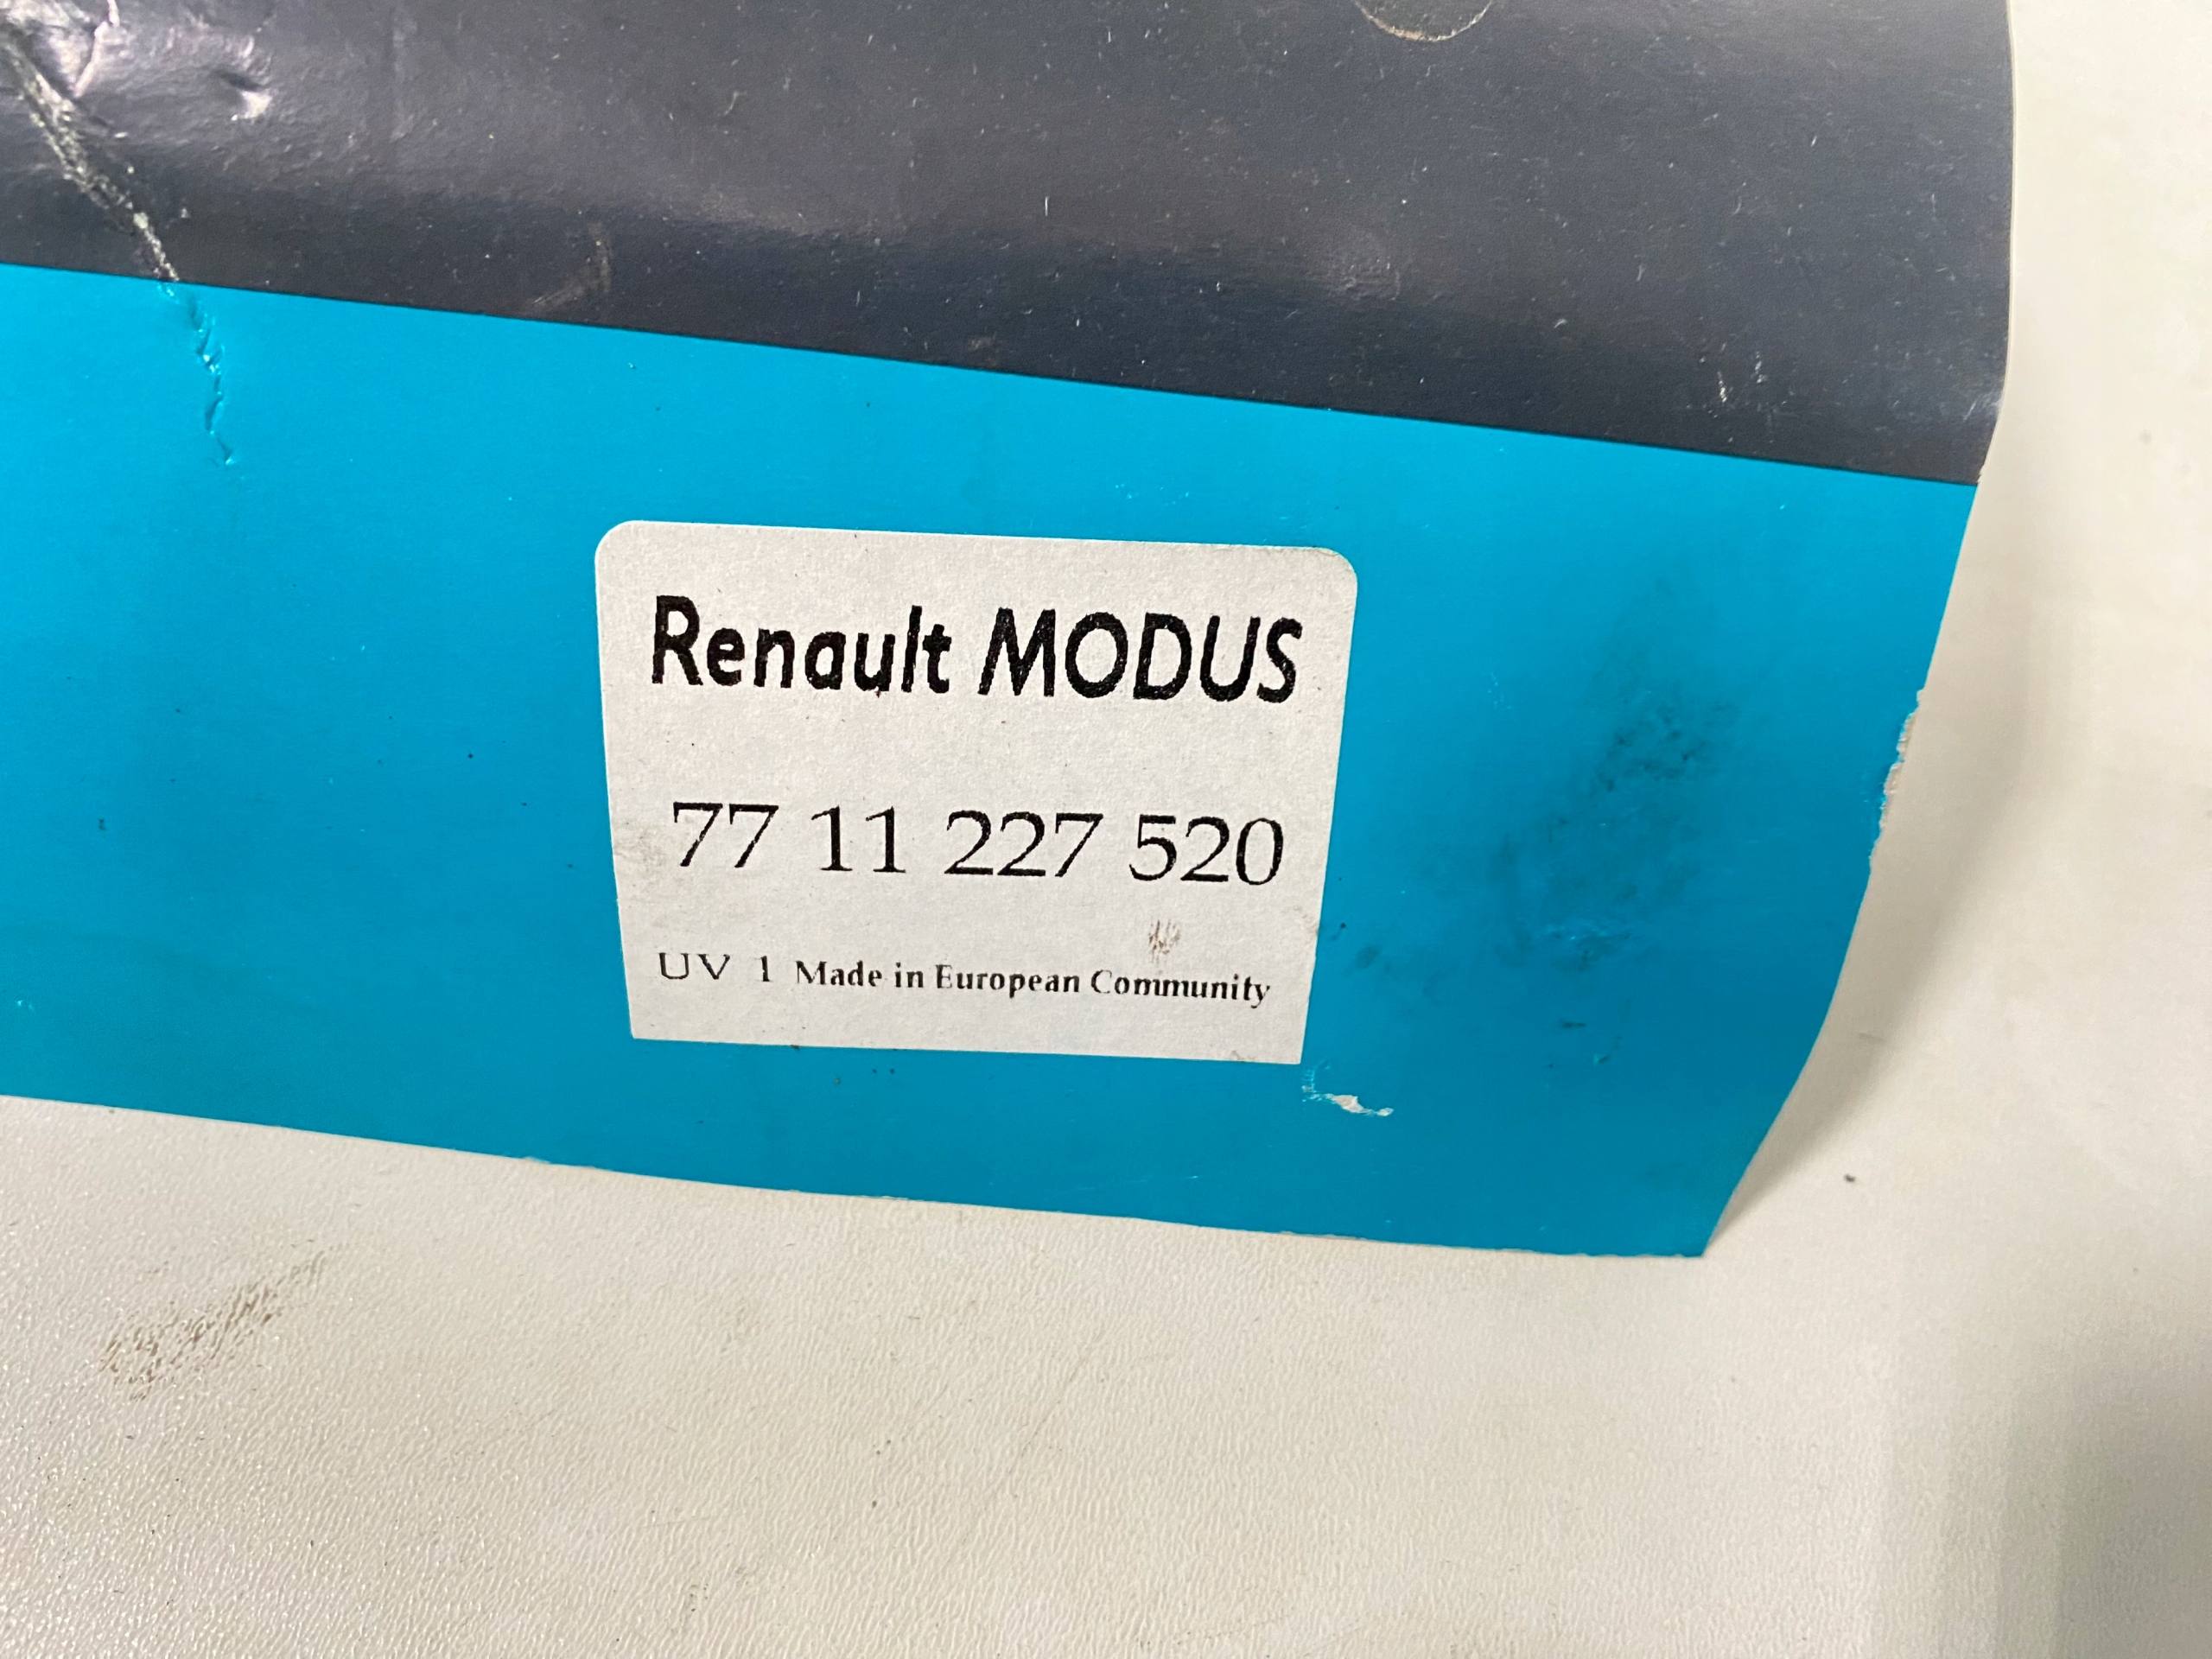 Renault MODUS
77 11 227 520
UV 1 Made in European Community